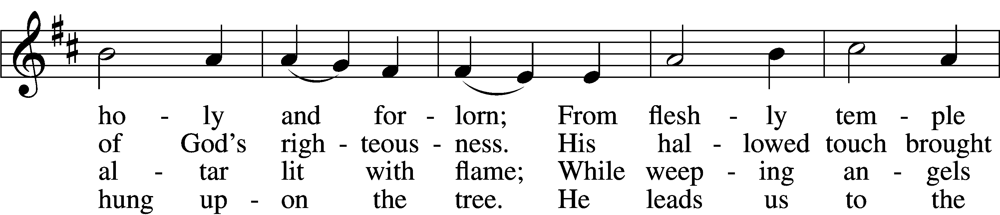 ho - ly and for - lorn; From flesh - ly tem - ple
of God’s righ - teous - ness. His hal - lowed touch brought
al - tar lit with flame; While weep - ing an - gels
hung up - on the tree. He leads us to the